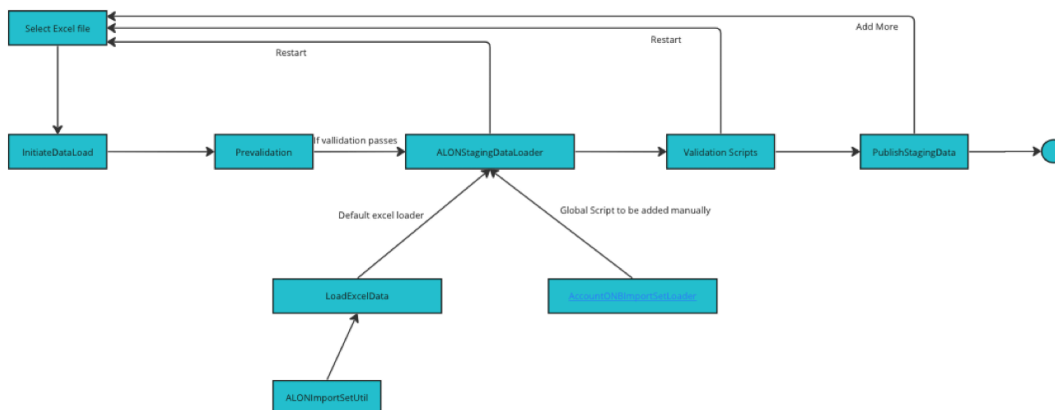 Select Excel file
Add More
Restart
Restart
InitiateDataLoad
Prevalidation
If vallidation passes
ALONStagingDataLoader
Validation Scripts
PublishStagingData
Default excel loader
Global Script to be added manually
LoadExcelData
AccountDNBImportSetLoader
ALONImportSetUtil